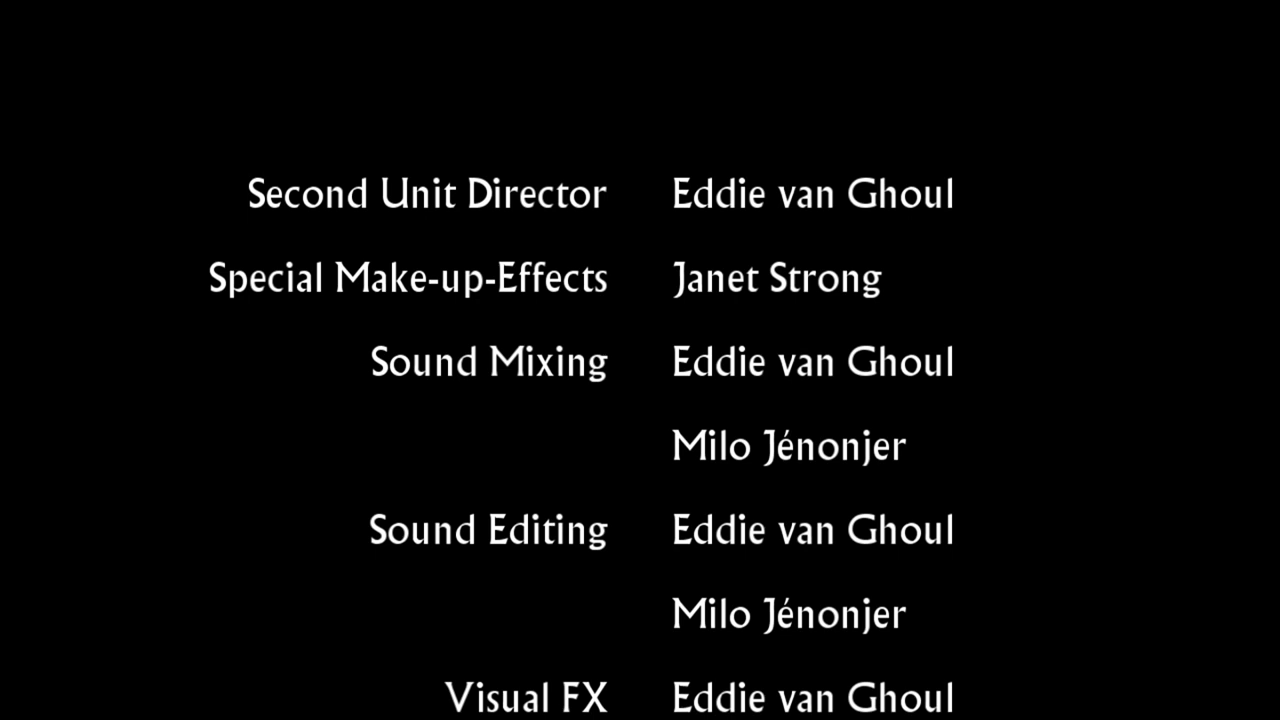 Second Unit Director Eddie van Ghoul
Special Make-up-Effects Janet Strong
Sound Mixing Eddie van Ghoul
Milo Jénonjer
Sound Editing Eddie van Ghoul
Milo Jénonjer
Visual FX Eddie van Ghoul